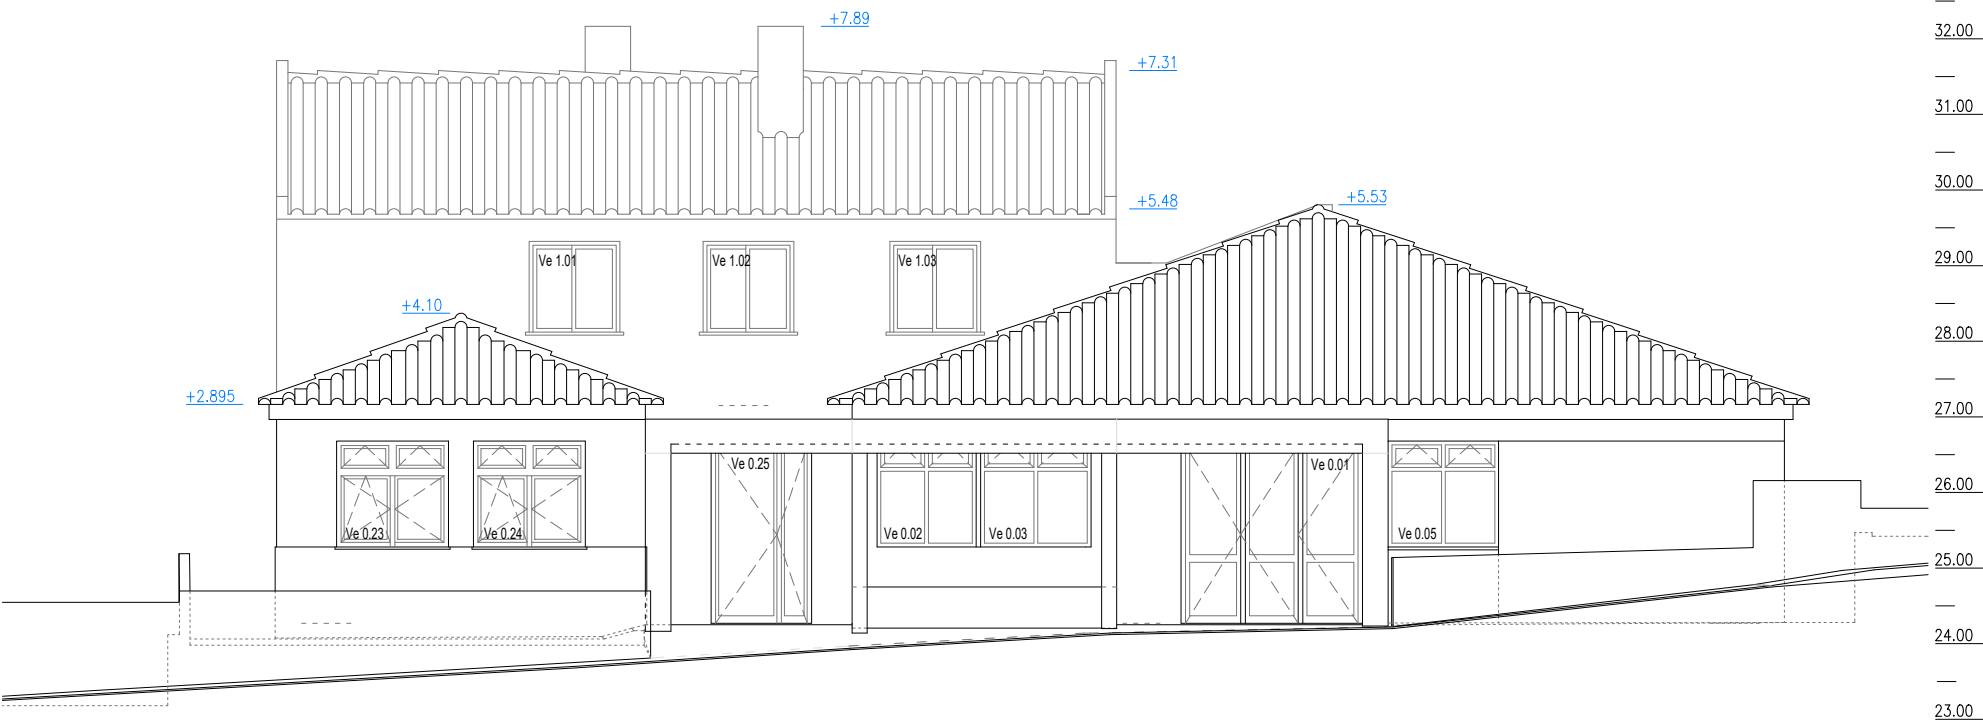 +7.89
32.00
+7.31
31.00
30.00
+5.48
+5.53
29.00
Ve 1.01
Ve 1.02
Ve 1.03
+4.10
28.00
+2.895
27.00
Ve 0.25
Ve 0.01
26.00
Ve 0.23
Ve 0.24
Ve 0.02
Ve 0.03
Ve 0.05
25.00
24.00
23.00